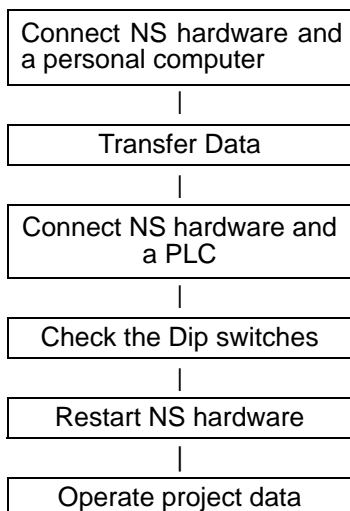 Connect NS hardware and
a personal computer
Transfer Data
Connect NS hardware and
a PLC
Check the Dip switches
Restart NS hardware
Operate project data